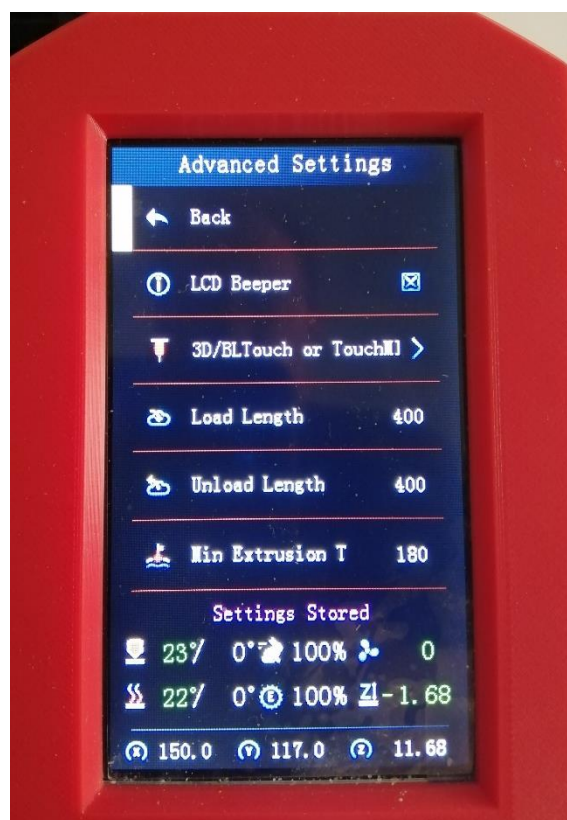 Advanced Settings
Back
LCD Beeper
3D/BLTouch or TouchMI
Load Length 400
Unload Length 400
Min Extrusion T 180
Settings Stored
23°/ 0° 100% 0
22°/ 0° E 100% Z -1.68
X 150.0 Y 117.0 Z 11.68